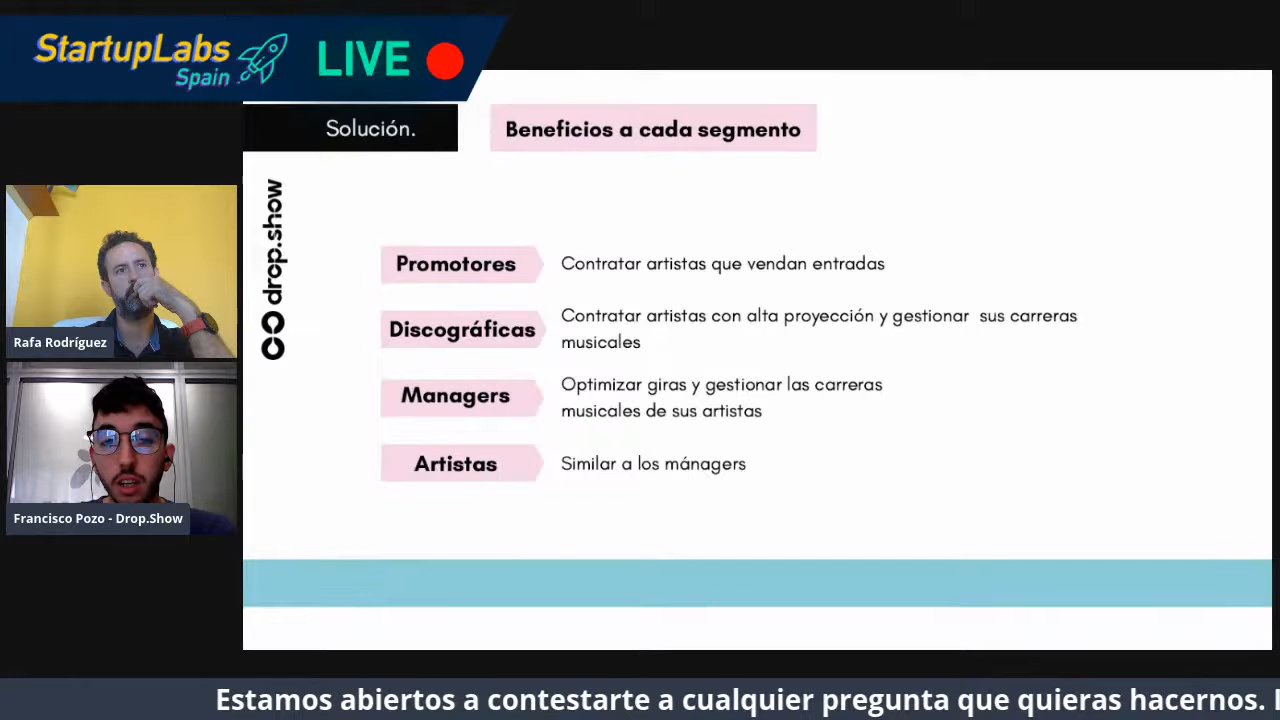 StartupLabs
Spain
LIVE
Solución.
Beneficios a cada segmento
drop.show
Promotores
Contratar artistas que vendan entradas
Discográficas
Contratar artistas con alta proyección y gestionar sus carreras
musicales
Managers
Optimizar giras y gestionar las carreras
musicales de sus artistas
Artistas
Similar a los mánagers
Rafa Rodríguez
Francisco Pozo - Drop.Show
Estamos abiertos a contestarte a cualquier pregunta que quieras hacernos.